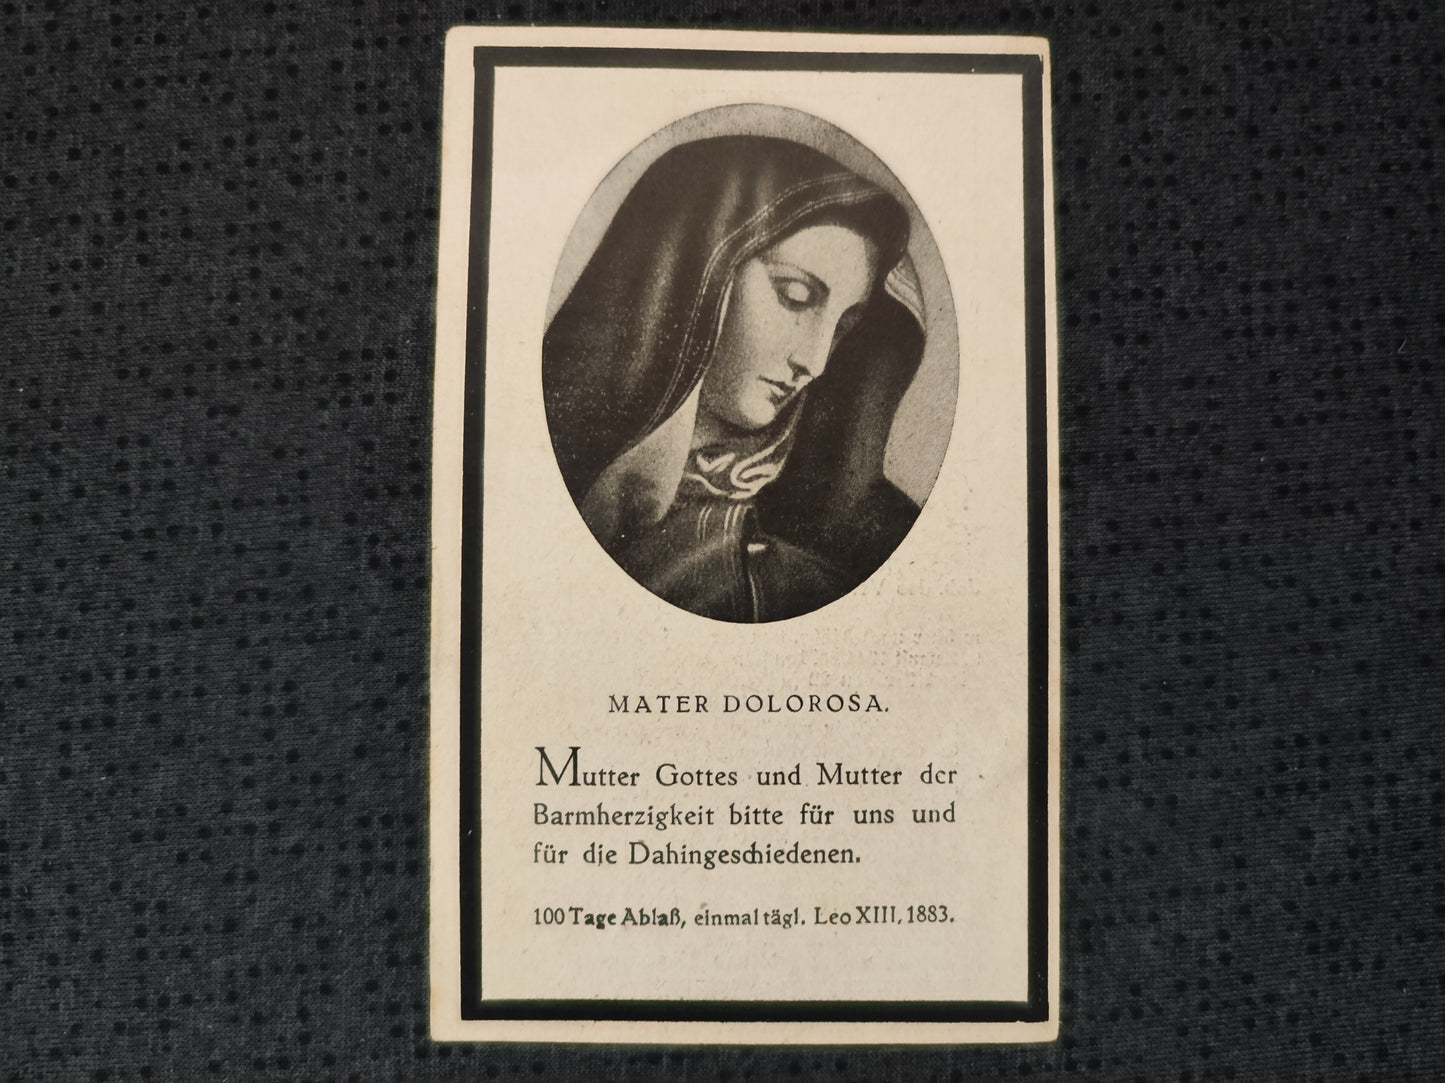 MATER DOLOROSA.
Mutter Gottes und Mutter der
Barmherzigkeit bitte für uns und
für die Dahingeschiedenen.
100 Tage Ablaß, einmal tägl. Leo XIII, 1883.